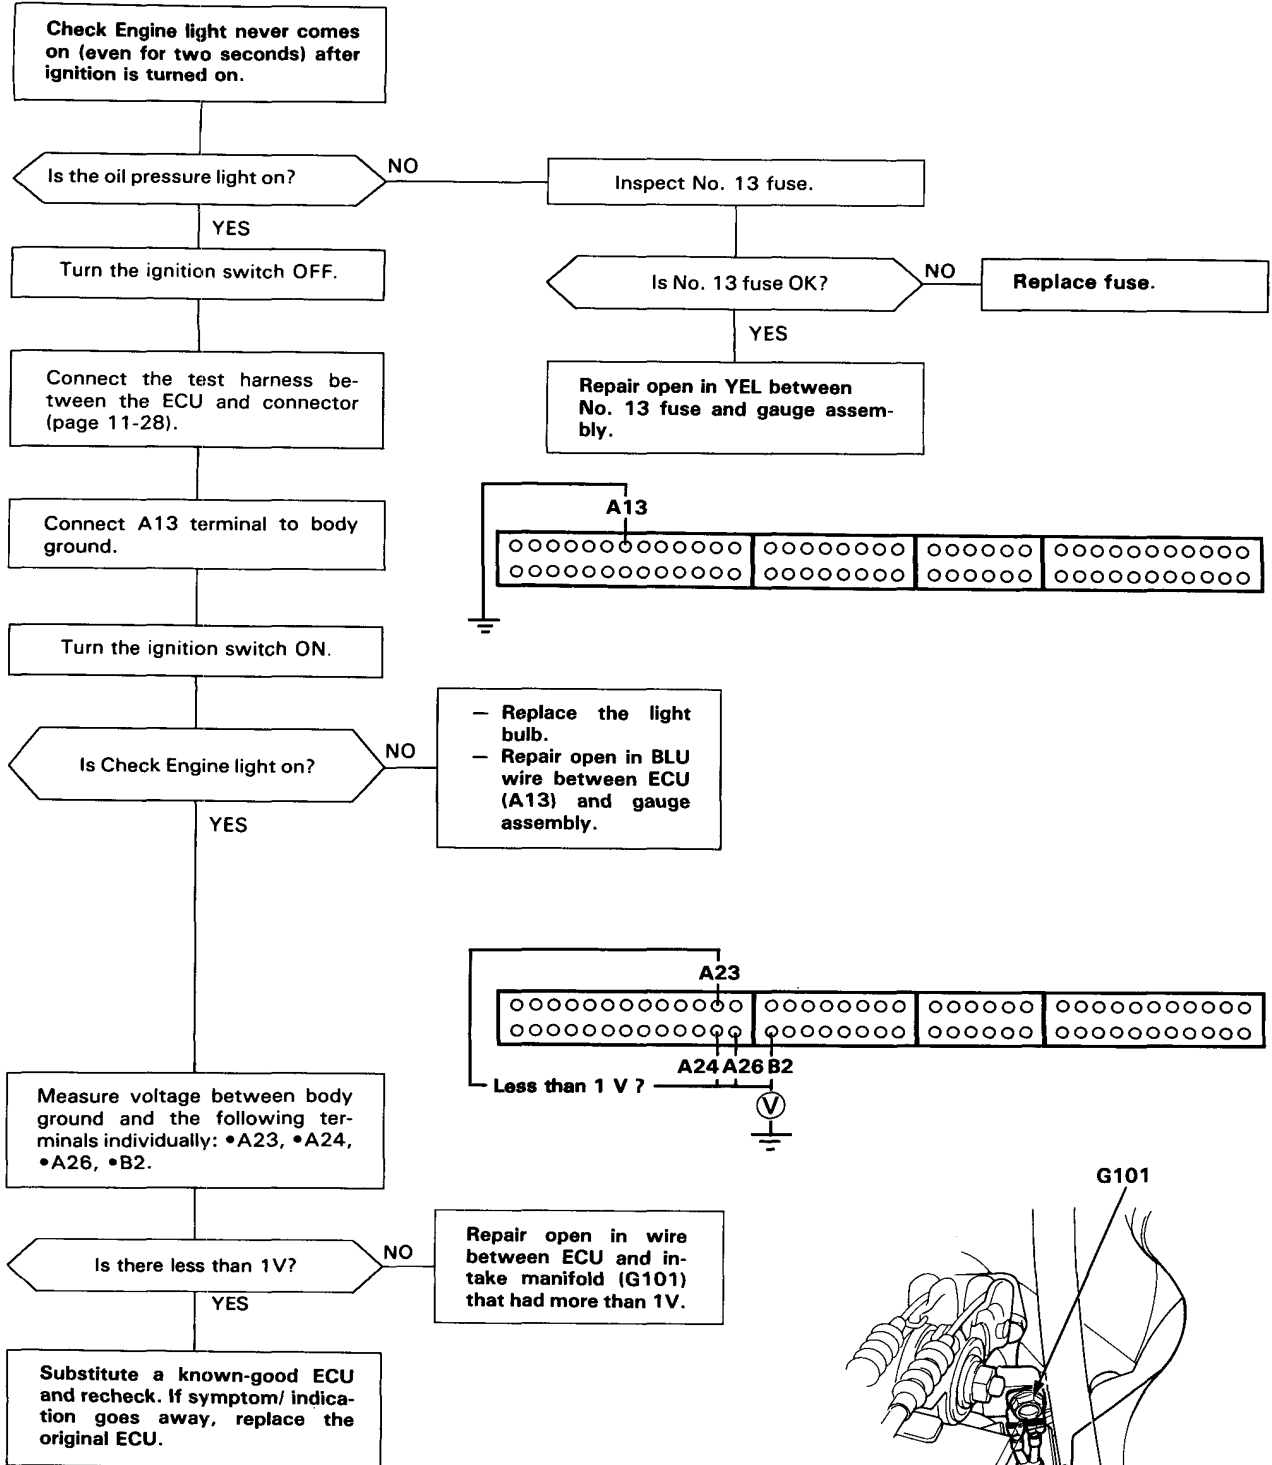 Check Engine light never comes
on (even for two seconds) after
ignition is turned on.
Is the oil pressure light on?
NO
Inspect No. 13 fuse.
YES
Turn the ignition switch OFF.
Is No. 13 fuse OK?
NO
Replace fuse.
YES
Connect the test harness be-
tween the ECU and connector
(page 11-28).
Repair open in YEL between
No. 13 fuse and gauge assem-
bly.
Connect A13 terminal to body
ground.
A13
Turn the ignition switch ON.
Is Check Engine light on?
NO
— Replace the light
bulb.
— Repair open in BLU
wire between ECU
(A13) and gauge
assembly.
YES
A23
A24 A26 B2
Less than 1 V ?
V
Measure voltage between body
ground and the following ter-
minals individually: •A23, •A24,
•A26, •B2.
G101
Is there less than 1V?
NO
Repair open in wire
between ECU and in-
take manifold (G101)
that had more than 1V.
YES
Substitute a known-good ECU
and recheck. If symptom/ indica-
tion goes away, replace the
original ECU.